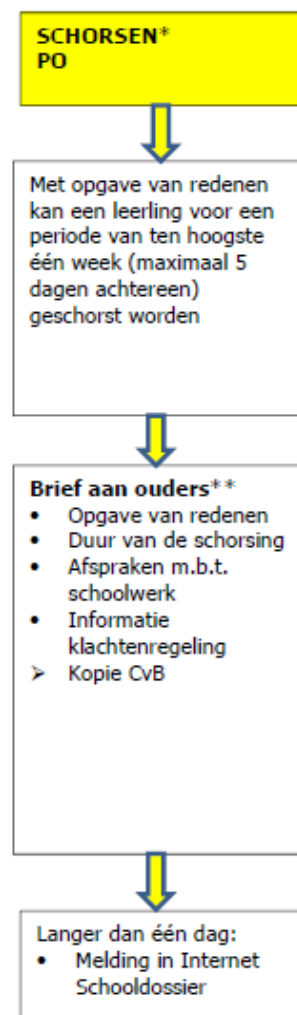 SCHORSEN*
PO
Met opgave van redenen
kan een leerling voor een
periode van ten hoogste
één week (maximaal 5
dagen achtereen)
geschorst worden
Brief aan ouders**
• Opgave van redenen
• Duur van de schorsing
• Afspraken m.b.t.
schoolwerk
• Informatie
klachtenregeling
➢ Kopie CvB
Langer dan één dag:
• Melding in Internet
Schooldossier